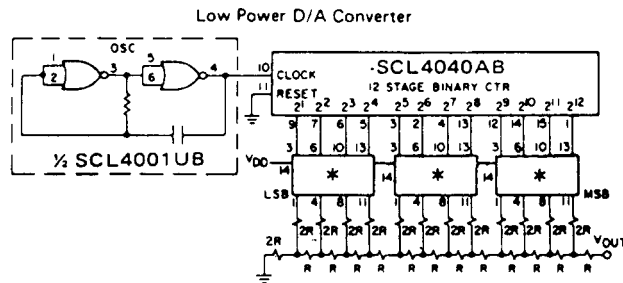 Low Power D/A Converter
OSC
1 2 3 5 6 4
½ SCL4001UB
SCL4040AB
10 CLOCK 12 STAGE BINARY CTR
11 RESET
2¹ 2² 2³ 2⁴ 2⁵ 2⁶ 2⁷ 2⁸ 2⁹ 2¹⁰ 2¹¹ 2¹²
9 7 6 5 3 2 4 13 12 14 15 1
3 6 10 13 3 6 10 13 3 6 10 13
VDD 14 * 14 * 14 *
LSB 1 4 8 11 1 4 8 11 1 4 8 11 MSB
2R 2R 2R 2R 2R 2R 2R 2R 2R 2R 2R 2R
2R VOUT
R R R R R R R R R R R R